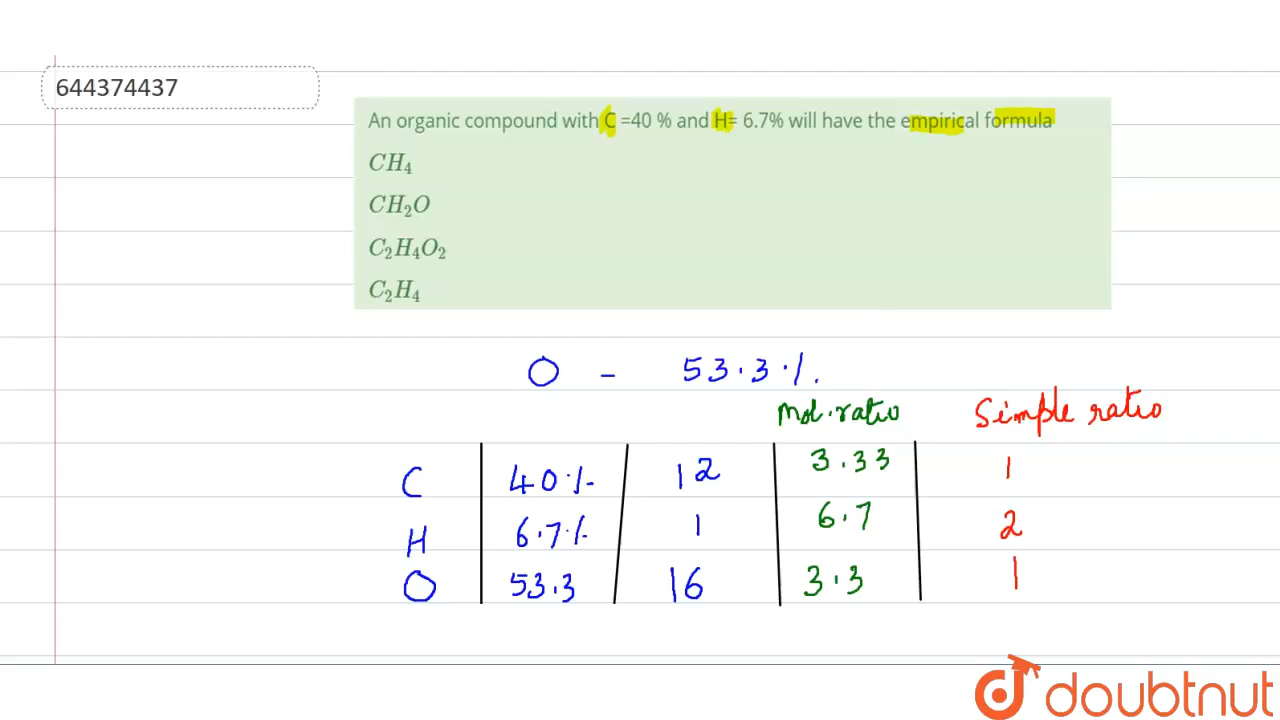 644374437
An organic compound with C =40 % and H= 6.7% will have the empirical formula
CH₄
CH₂O
C₂H₄O₂
C₂H₄
O - 53.3%.
Mol.ratio Simple ratio
C 40% 12 3.33 1
H 6.7% 1 6.7 2
O 53.3 16 3.3 1
doubtnut